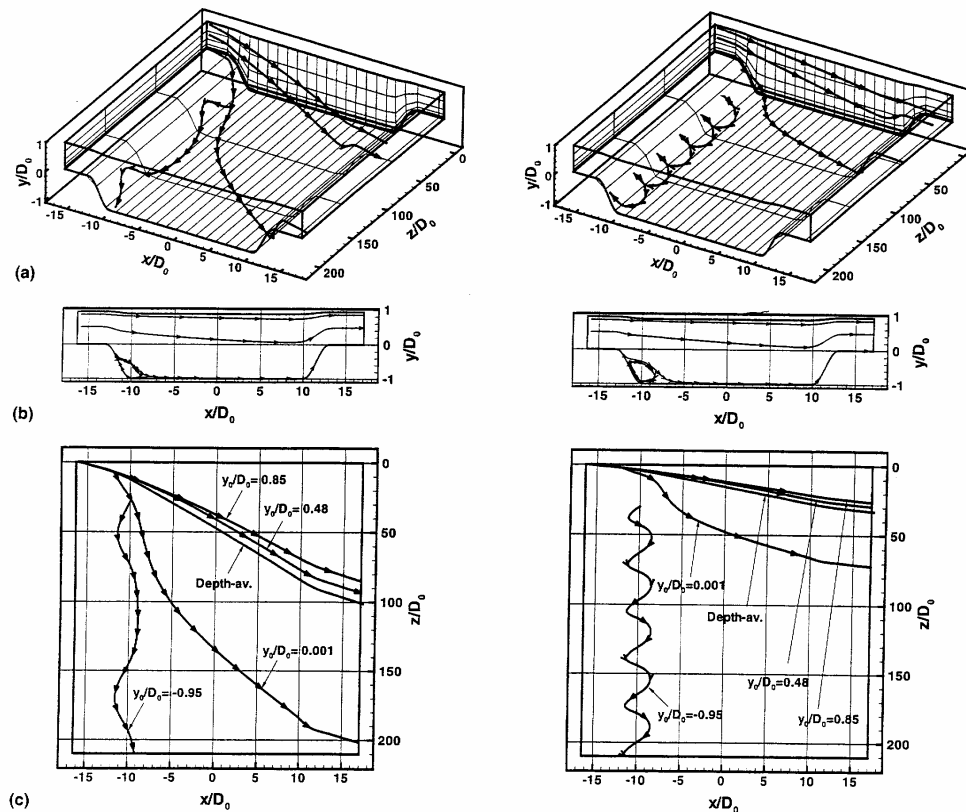 (a)
y/D₀
1
0
-1
-15
-10
-5
0
5
10
15
x/D₀
200
150
100
50
0
z/D₀
y/D₀
1
0
-1
-15
-10
-5
0
5
10
15
x/D₀
200
150
100
50
0
z/D₀
(b)
1
0
-1
y/D₀
-15 -10 -5 0 5 10 15
x/D₀
1
0
-1
y/D₀
-15 -10 -5 0 5 10 15
x/D₀
(c)
y₀/D₀= 0.85
y₀/D₀= 0.48
Depth-av.
y₀/D₀= 0.001
y₀/D₀=-0.95
0
50
100
150
200
z/D₀
-15 -10 -5 0 5 10 15
x/D₀
y₀/D₀=0.001
Depth-av.
y₀/D₀=0.48
y₀/D₀=0.85
y₀/D₀=-0.95
0
50
100
150
200
z/D₀
-15 -10 -5 0 5 10 15
x/D₀